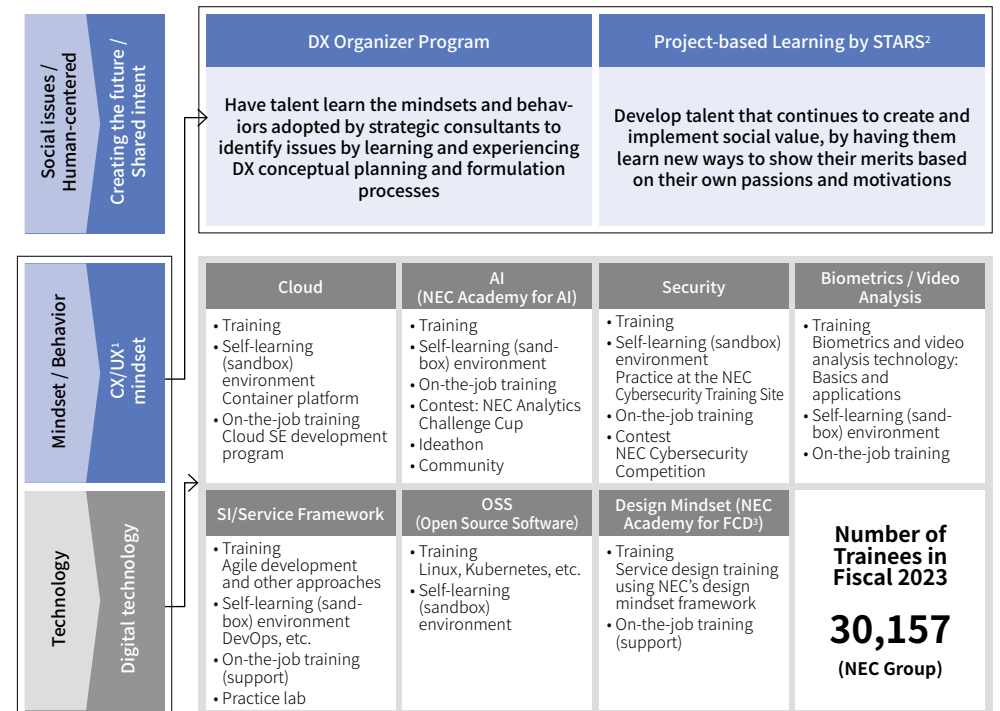 Social issues /
Human-centered
Creating the future /
Shared intent
DX Organizer Program
Have talent learn the mindsets and behav-
iors adopted by strategic consultants to
identify issues by learning and experiencing
DX conceptual planning and formulation
processes
Project-based Learning by STARS²
Develop talent that continues to create and
implement social value, by having them
learn new ways to show their merits based
on their own passions and motivations
Mindset / Behavior
CX/UX¹
mindset
Technology
Digital technology
Cloud
• Training
• Self-learning
(sandbox)
environment
Container platform
• On-the-job training
Cloud SE development
program
AI
(NEC Academy for AI)
• Training
• Self-learning (sand-
box) environment
• On-the-job training
• Contest: NEC Analytics
Challenge Cup
• Ideathon
• Community
Security
• Training
• Self-learning (sandbox)
environment
Practice at the NEC
Cybersecurity Training Site
• On-the-job training
• Contest
NEC Cybersecurity
Competition
Biometrics / Video
Analysis
• Training
Biometrics and video
analysis technology:
Basics and
applications
• Self-learning (sand-
box) environment
• On-the-job training
SI/Service Framework
• Training
Agile development
and other approaches
• Self-learning (sand-
box) environment
DevOps, etc.
• On-the-job training
(support)
• Practice lab
OSS
(Open Source Software)
• Training
Linux, Kubernetes, etc.
• Self-learning
(sandbox)
environment
Design Mindset (NEC
Academy for FCD³)
• Training
Service design training
using NEC's design
mindset framework
• On-the-job training
(support)
Number of
Trainees in
Fiscal 2023
30,157
(NEC Group)